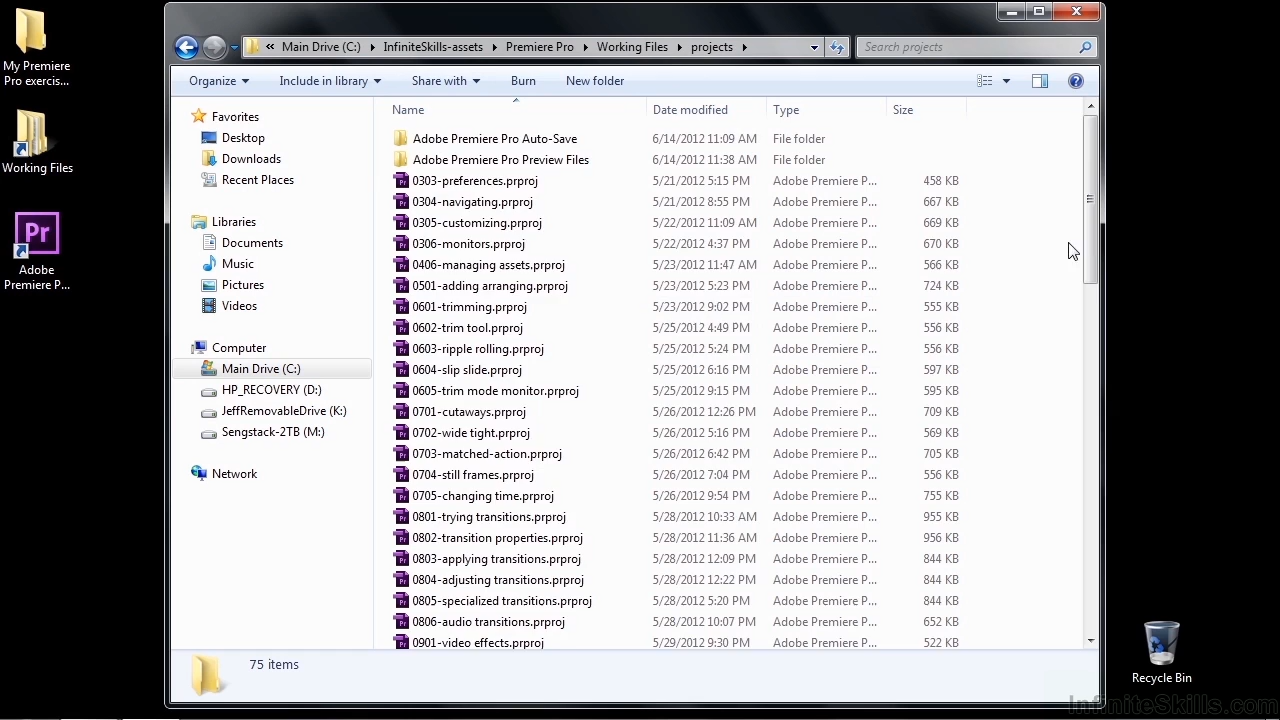 My Premiere
Pro exercis...
Working Files
Pr
Adobe
Premiere P...
« Main Drive (C:) InfiniteSkills-assets Premiere Pro Working Files projects
Search projects
Organize Include in library Share with Burn New folder
Name Date modified Type Size
Favorites
Desktop
Downloads
Recent Places
Libraries
Documents
Music
Pictures
Videos
Computer
Main Drive (C:)
HP_RECOVERY (D:)
JeffRemovableDrive (K:)
Sengstack-2TB (M:)
Network
Adobe Premiere Pro Auto-Save 6/14/2012 11:09 AM File folder
Adobe Premiere Pro Preview Files 6/14/2012 11:38 AM File folder
0303-preferences.prproj 5/21/2012 5:15 PM Adobe Premiere P... 458 KB
0304-navigating.prproj 5/21/2012 8:55 PM Adobe Premiere P... 667 KB
0305-customizing.prproj 5/22/2012 11:09 AM Adobe Premiere P... 669 KB
0306-monitors.prproj 5/22/2012 4:37 PM Adobe Premiere P... 670 KB
0406-managing assets.prproj 5/23/2012 11:47 AM Adobe Premiere P... 566 KB
0501-adding arranging.prproj 5/23/2012 5:23 PM Adobe Premiere P... 724 KB
0601-trimming.prproj 5/23/2012 9:02 PM Adobe Premiere P... 555 KB
0602-trim tool.prproj 5/25/2012 4:49 PM Adobe Premiere P... 556 KB
0603-ripple rolling.prproj 5/25/2012 5:24 PM Adobe Premiere P... 556 KB
0604-slip slide.prproj 5/25/2012 6:16 PM Adobe Premiere P... 597 KB
0605-trim mode monitor.prproj 5/25/2012 9:15 PM Adobe Premiere P... 595 KB
0701-cutaways.prproj 5/26/2012 12:26 PM Adobe Premiere P... 709 KB
0702-wide tight.prproj 5/26/2012 5:16 PM Adobe Premiere P... 569 KB
0703-matched-action.prproj 5/26/2012 6:42 PM Adobe Premiere P... 705 KB
0704-still frames.prproj 5/26/2012 7:04 PM Adobe Premiere P... 556 KB
0705-changing time.prproj 5/26/2012 9:54 PM Adobe Premiere P... 755 KB
0801-trying transitions.prproj 5/28/2012 10:33 AM Adobe Premiere P... 955 KB
0802-transition properties.prproj 5/28/2012 11:36 AM Adobe Premiere P... 956 KB
0803-applying transitions.prproj 5/28/2012 12:09 PM Adobe Premiere P... 844 KB
0804-adjusting transitions.prproj 5/28/2012 12:22 PM Adobe Premiere P... 844 KB
0805-specialized transitions.prproj 5/28/2012 5:20 PM Adobe Premiere P... 844 KB
0806-audio transitions.prproj 5/28/2012 10:07 PM Adobe Premiere P... 652 KB
0901-video effects.prproj 5/29/2012 9:30 PM Adobe Premiere P... 522 KB
75 items
Recycle Bin
InfiniteSkills.com